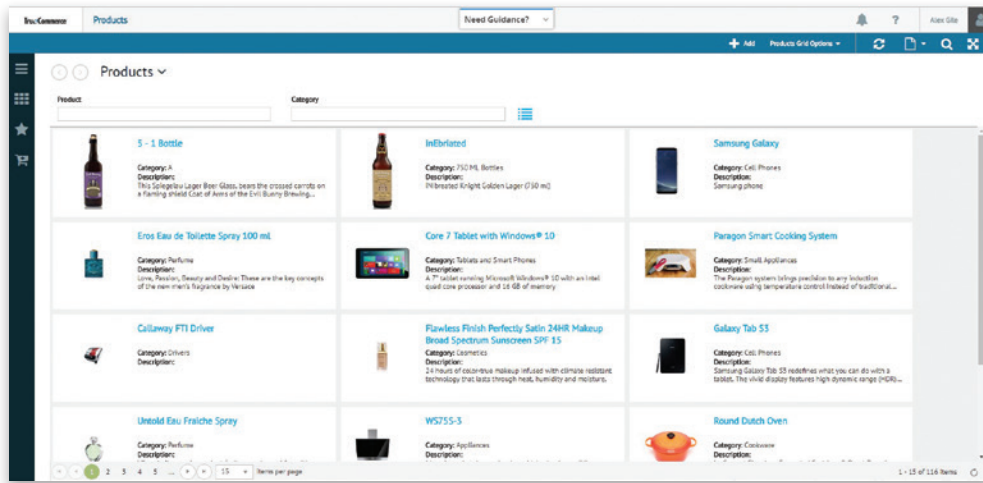 TrueCommerce
Products
Need Guidance?
?
Alex Gile
Add
Products Grid Options
Products
Product
Category
5 - 1 Bottle
Category: A
Description:
This Spiegelau Lager Beer Glass, bears the crossed carrots on
a flaming shield Coat of Arms of the Evil Bunny Brewing...
InEbriated
Category: 750 ML Bottles
Description:
INibreated Knight Golden Lager (750 ml)
Samsung Galaxy
Category: Cell Phones
Description:
Samsung phone
Eros Eau de Toilette Spray 100 ml
Category: Perfume
Description:
Love, Passion, Beauty and Desire: These are the key concepts
of the new men's fragrance by Versace
Core 7 Tablet with Windows® 10
Category: Tablets and Smart Phones
Description:
A 7" tablet running Microsoft Windows® 10 with an Intel
quad core processor and 16 GB of memory
Paragon Smart Cooking System
Category: Small Appliances
Description:
The Paragon system brings precision to any induction
cookware using temperature control instead of traditional...
Callaway FTI Driver
Category: Drivers
Description:
Flawless Finish Perfectly Satin 24HR Makeup
Broad Spectrum Sunscreen SPF 15
Category: Cosmetics
Description:
24 hours of color-true makeup infused with climate resistant
technology that lasts through heat, humidity and moisture.
Galaxy Tab S3
Category: Cell Phones
Description:
Samsung Galaxy Tab S3 redefines what you can do with a
tablet. The vivid display features high dynamic range (HDR)...
Untold Eau Fraiche Spray
Category: Perfume
Description:
WS755-3
Category: Appliances
Description:
Round Dutch Oven
Category: Cookware
Description:
1 2 3 4 5 ... 15 Items per page
1 - 15 of 116 Items